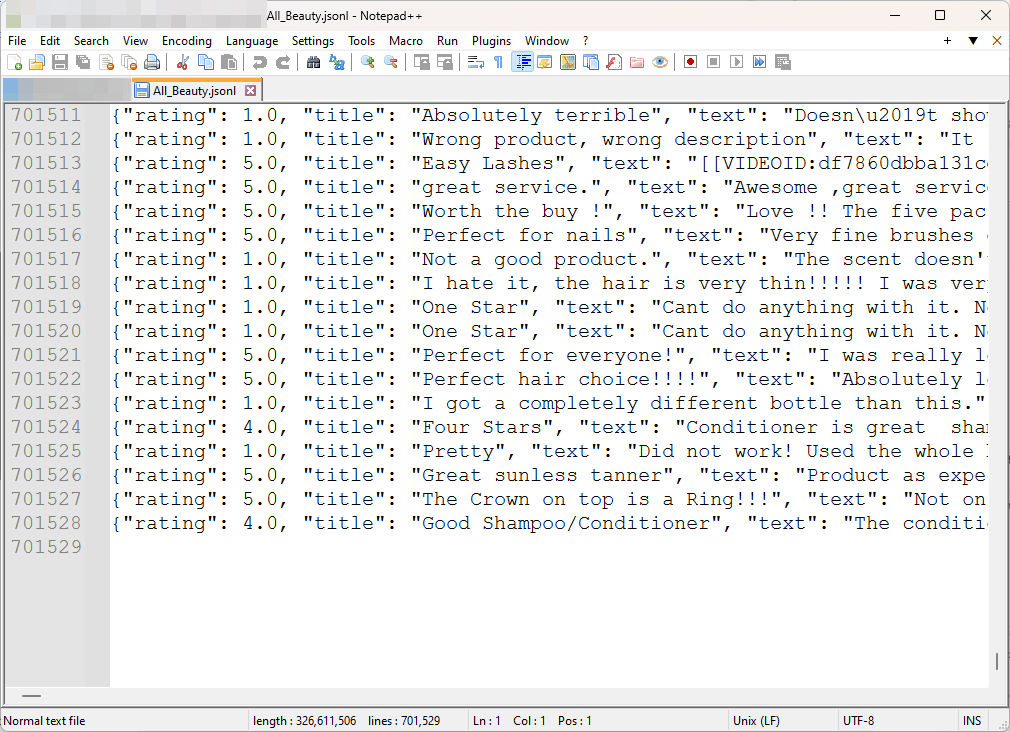 All_Beauty.jsonl - Notepad++
File Edit Search View Encoding Language Settings Tools Macro Run Plugins Window ?
All_Beauty.jsonl
701511 {"rating": 1.0, "title": "Absolutely terrible", "text": "Doesn\u2019t sho
701512 {"rating": 1.0, "title": "Wrong product, wrong description", "text": "It
701513 {"rating": 5.0, "title": "Easy Lashes", "text": "[[VIDEOID:df7860dbba131c
701514 {"rating": 5.0, "title": "great service.", "text": "Awesome ,great servic
701515 {"rating": 5.0, "title": "Worth the buy !", "text": "Love !! The five pac
701516 {"rating": 5.0, "title": "Perfect for nails", "text": "Very fine brushes
701517 {"rating": 1.0, "title": "Not a good product.", "text": "The scent doesn'
701518 {"rating": 1.0, "title": "I hate it, the hair is very thin!!!!! I was ver
701519 {"rating": 1.0, "title": "One Star", "text": "Cant do anything with it. N
701520 {"rating": 1.0, "title": "One Star", "text": "Cant do anything with it. N
701521 {"rating": 5.0, "title": "Perfect for everyone!", "text": "I was really l
701522 {"rating": 5.0, "title": "Perfect hair choice!!!!", "text": "Absolutely l
701523 {"rating": 1.0, "title": "I got a completely different bottle than this."
701524 {"rating": 4.0, "title": "Four Stars", "text": "Conditioner is great  sha
701525 {"rating": 1.0, "title": "Pretty", "text": "Did not work! Used the whole
701526 {"rating": 5.0, "title": "Great sunless tanner", "text": "Product as expe
701527 {"rating": 5.0, "title": "The Crown on top is a Ring!!!", "text": "Not on
701528 {"rating": 4.0, "title": "Good Shampoo/Conditioner", "text": "The conditi
701529
Normal text file length : 326,611,506 lines : 701,529 Ln : 1 Col : 1 Pos : 1 Unix (LF) UTF-8 INS